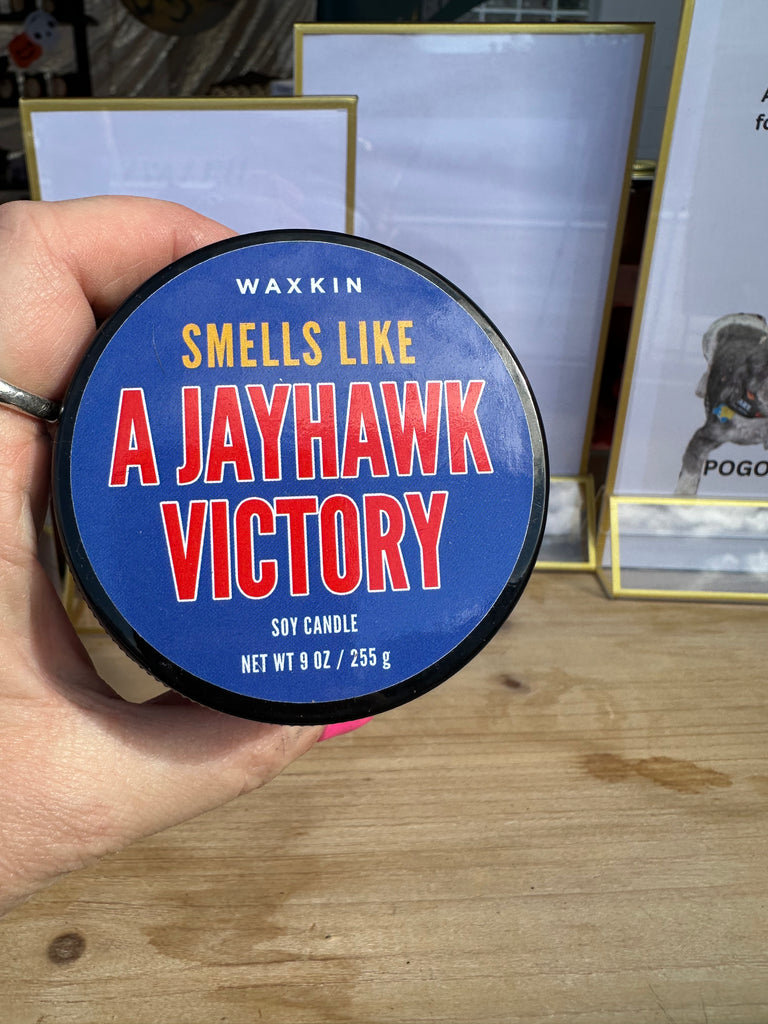 WAXKIN
SMELLS LIKE
A JAYHAWK
VICTORY
SOY CANDLE
NET WT 9 OZ / 255 g
POGO